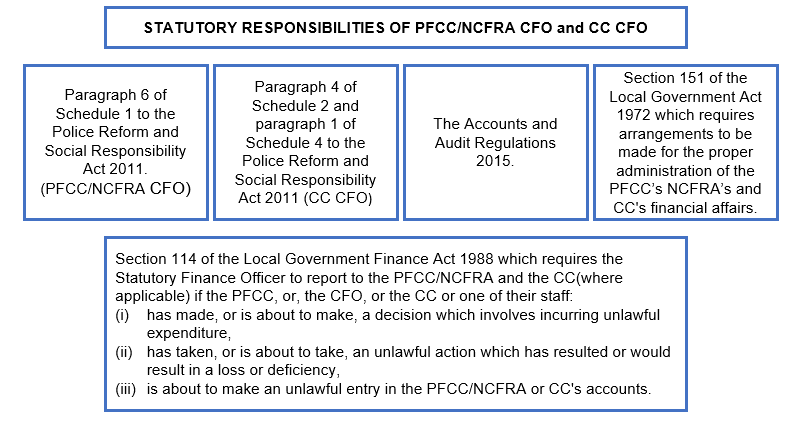 STATUTORY RESPONSIBILITIES OF PFCC/NCFRA CFO and CC CFO
Paragraph 6 of
Schedule 1 to the
Police Reform and
Social Responsibility
Act 2011.
(PFCC/NCFRA CFO)
Paragraph 4 of
Schedule 2 and
paragraph 1 of
Schedule 4 to the
Police Reform and
Social Responsibility
Act 2011 (CC CFO)
The Accounts and
Audit Regulations
2015.
Section 151 of the
Local Government Act
1972 which requires
arrangements to be
made for the proper
administration of the
PFCC’s NCFRA’s and
CC's financial affairs.
Section 114 of the Local Government Finance Act 1988 which requires the
Statutory Finance Officer to report to the PFCC/NCFRA and the CC(where
applicable) if the PFCC, or, the CFO, or the CC or one of their staff:
(i) has made, or is about to make, a decision which involves incurring unlawful
expenditure,
(ii) has taken, or is about to take, an unlawful action which has resulted or would
result in a loss or deficiency,
(iii) is about to make an unlawful entry in the PFCC/NCFRA or CC's accounts.